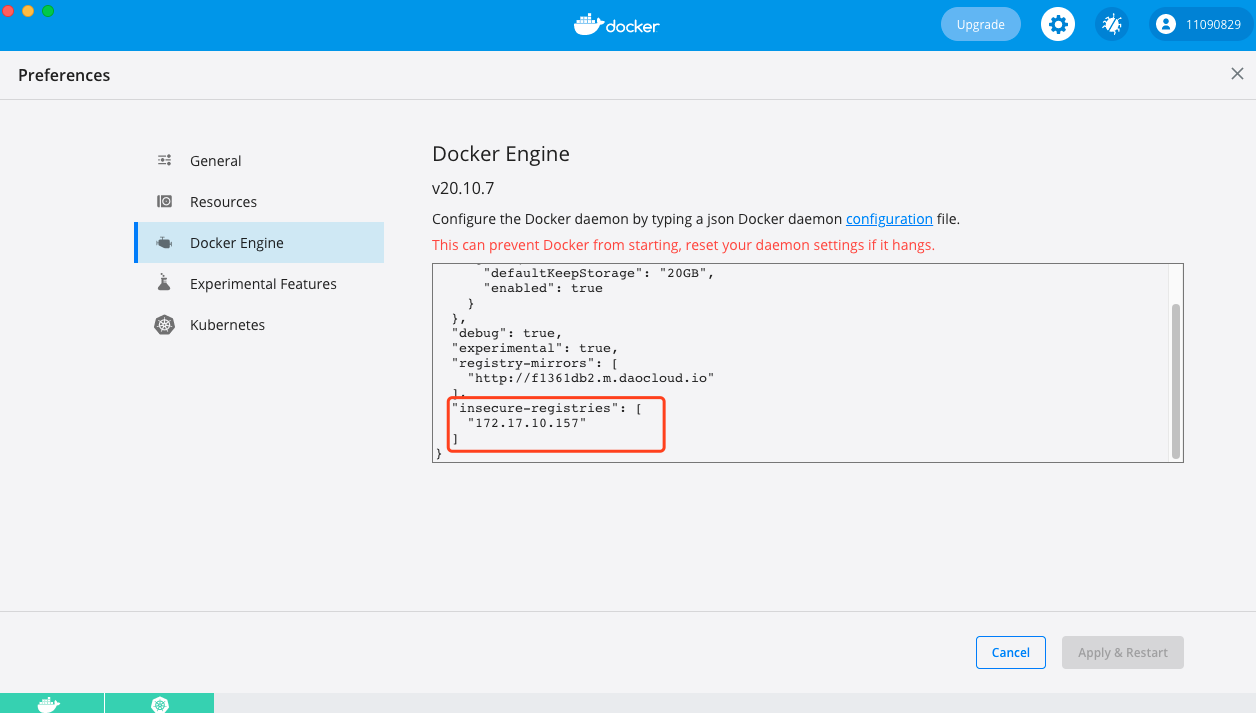 docker
Upgrade
11090829
Preferences
General
Resources
Docker Engine
Experimental Features
Kubernetes
Docker Engine
v20.10.7
Configure the Docker daemon by typing a json Docker daemon configuration file.
This can prevent Docker from starting, reset your daemon settings if it hangs.
"defaultKeepStorage": "20GB",
"enabled": true
}
},
"debug": true,
"experimental": true,
"registry-mirrors": [
"http://f1361db2.m.daocloud.io"
],
"insecure-registries": [
"172.17.10.157"
]
}
Cancel
Apply & Restart